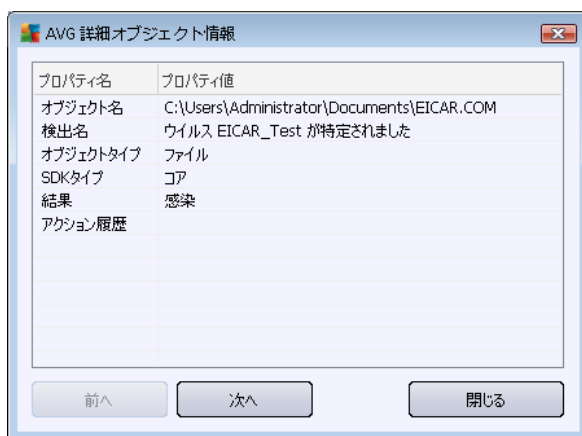 AVG 詳細オブジェクト情報
プロパティ名 プロパティ値
オブジェクト名 C:\Users\Administrator\Documents\EICAR.COM
検出名 ウイルス EICAR_Test が特定されました
オブジェクトタイプ ファイル
SDKタイプ コア
結果 感染
アクション履歴
前へ 次へ 閉じる